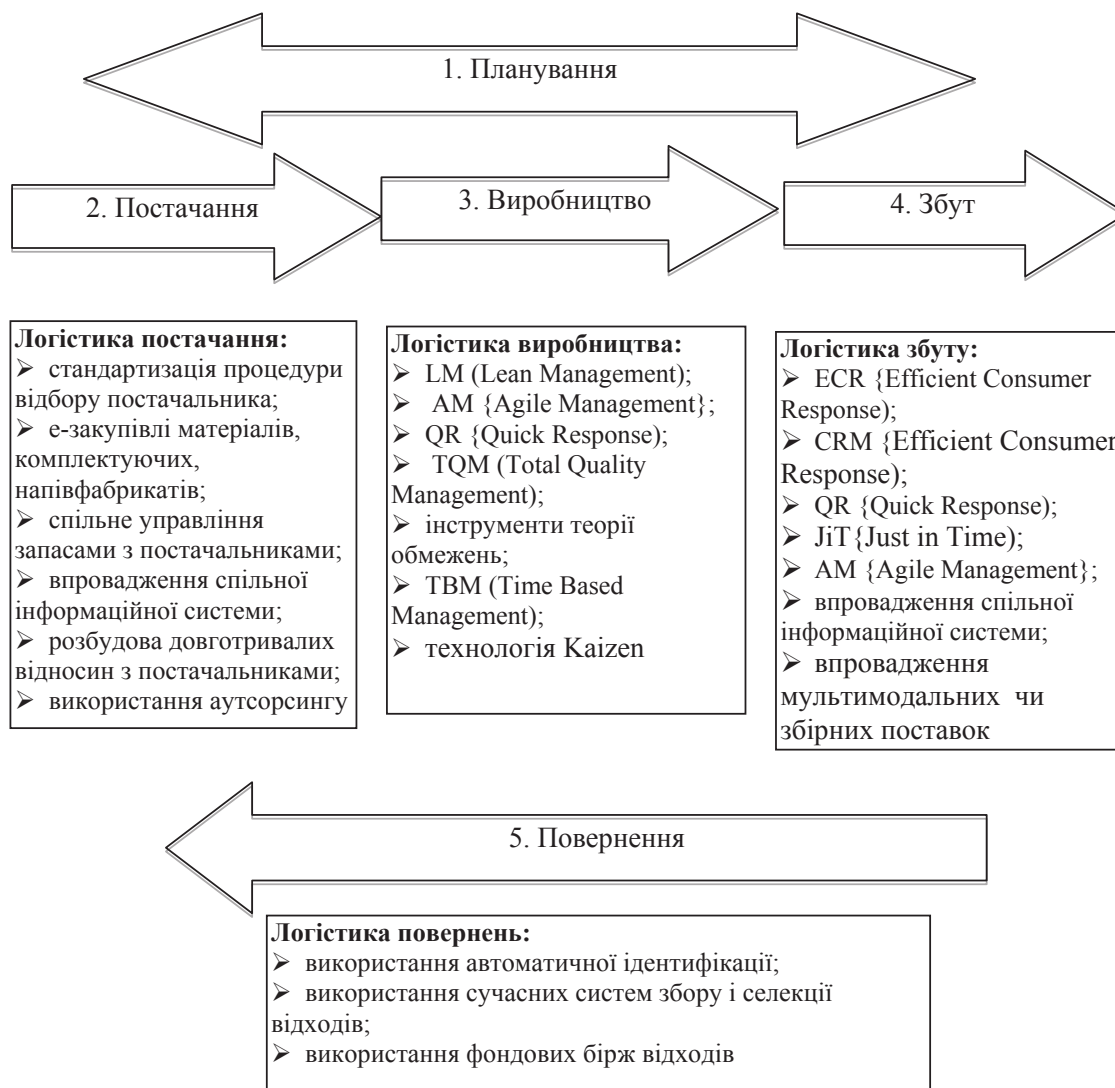 1. Планування
2. Постачання
3. Виробництво
4. Збут
Логістика постачання:
➢ стандартизація процедури
відбору постачальника;
➢ е-закупівлі матеріалів,
комплектуючих,
напівфабрикатів;
➢ спільне управління
запасами з постачальниками;
➢ впровадження спільної
інформаційної системи;
➢ розбудова довготривалих
відносин з постачальниками;
➢ використання аутсорсингу
Логістика виробництва:
➢ LM (Lean Management);
➢ AM {Agile Management};
➢ QR {Quick Response);
➢ TQM (Total Quality
Management);
➢ інструменти теорії
обмежень;
➢ TBM (Time Based
Management);
➢ технологія Kaizen
Логістика збуту:
➢ ECR {Efficient Consumer
Response);
➢ CRM {Efficient Consumer
Response);
➢ QR {Quick Response);
➢ JiT{Just in Time);
➢ AM {Agile Management};
➢ впровадження спільної
інформаційної системи;
➢ впровадження
мультимодальних чи
збірних поставок
5. Повернення
Логістика повернень:
➢ використання автоматичної ідентифікації;
➢ використання сучасних систем збору і селекції
відходів;
➢ використання фондових бірж відходів